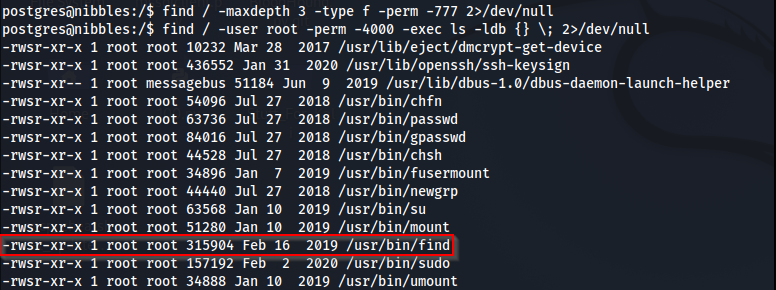 postgres@nibbles:/$ find / -maxdepth 3 -type f -perm -777 2>/dev/null
postgres@nibbles:/$ find / -user root -perm -4000 -exec ls -ldb {} \; 2>/dev/null
-rwsr-xr-x 1 root root 10232 Mar 28  2017 /usr/lib/eject/dmcrypt-get-device
-rwsr-xr-x 1 root root 436552 Jan 31  2020 /usr/lib/openssh/ssh-keysign
-rwsr-xr-- 1 root messagebus 51184 Jun  9  2019 /usr/lib/dbus-1.0/dbus-daemon-launch-helper
-rwsr-xr-x 1 root root 54096 Jul 27  2018 /usr/bin/chfn
-rwsr-xr-x 1 root root 63736 Jul 27  2018 /usr/bin/passwd
-rwsr-xr-x 1 root root 84016 Jul 27  2018 /usr/bin/gpasswd
-rwsr-xr-x 1 root root 44528 Jul 27  2018 /usr/bin/chsh
-rwsr-xr-x 1 root root 34896 Jan  7  2019 /usr/bin/fusermount
-rwsr-xr-x 1 root root 44440 Jul 27  2018 /usr/bin/newgrp
-rwsr-xr-x 1 root root 63568 Jan 10  2019 /usr/bin/su
-rwsr-xr-x 1 root root 51280 Jan 10  2019 /usr/bin/mount
-rwsr-xr-x 1 root root 315904 Feb 16  2019 /usr/bin/find
-rwsr-xr-x 1 root root 157192 Feb  2  2020 /usr/bin/sudo
-rwsr-xr-x 1 root root 34888 Jan 10  2019 /usr/bin/umount